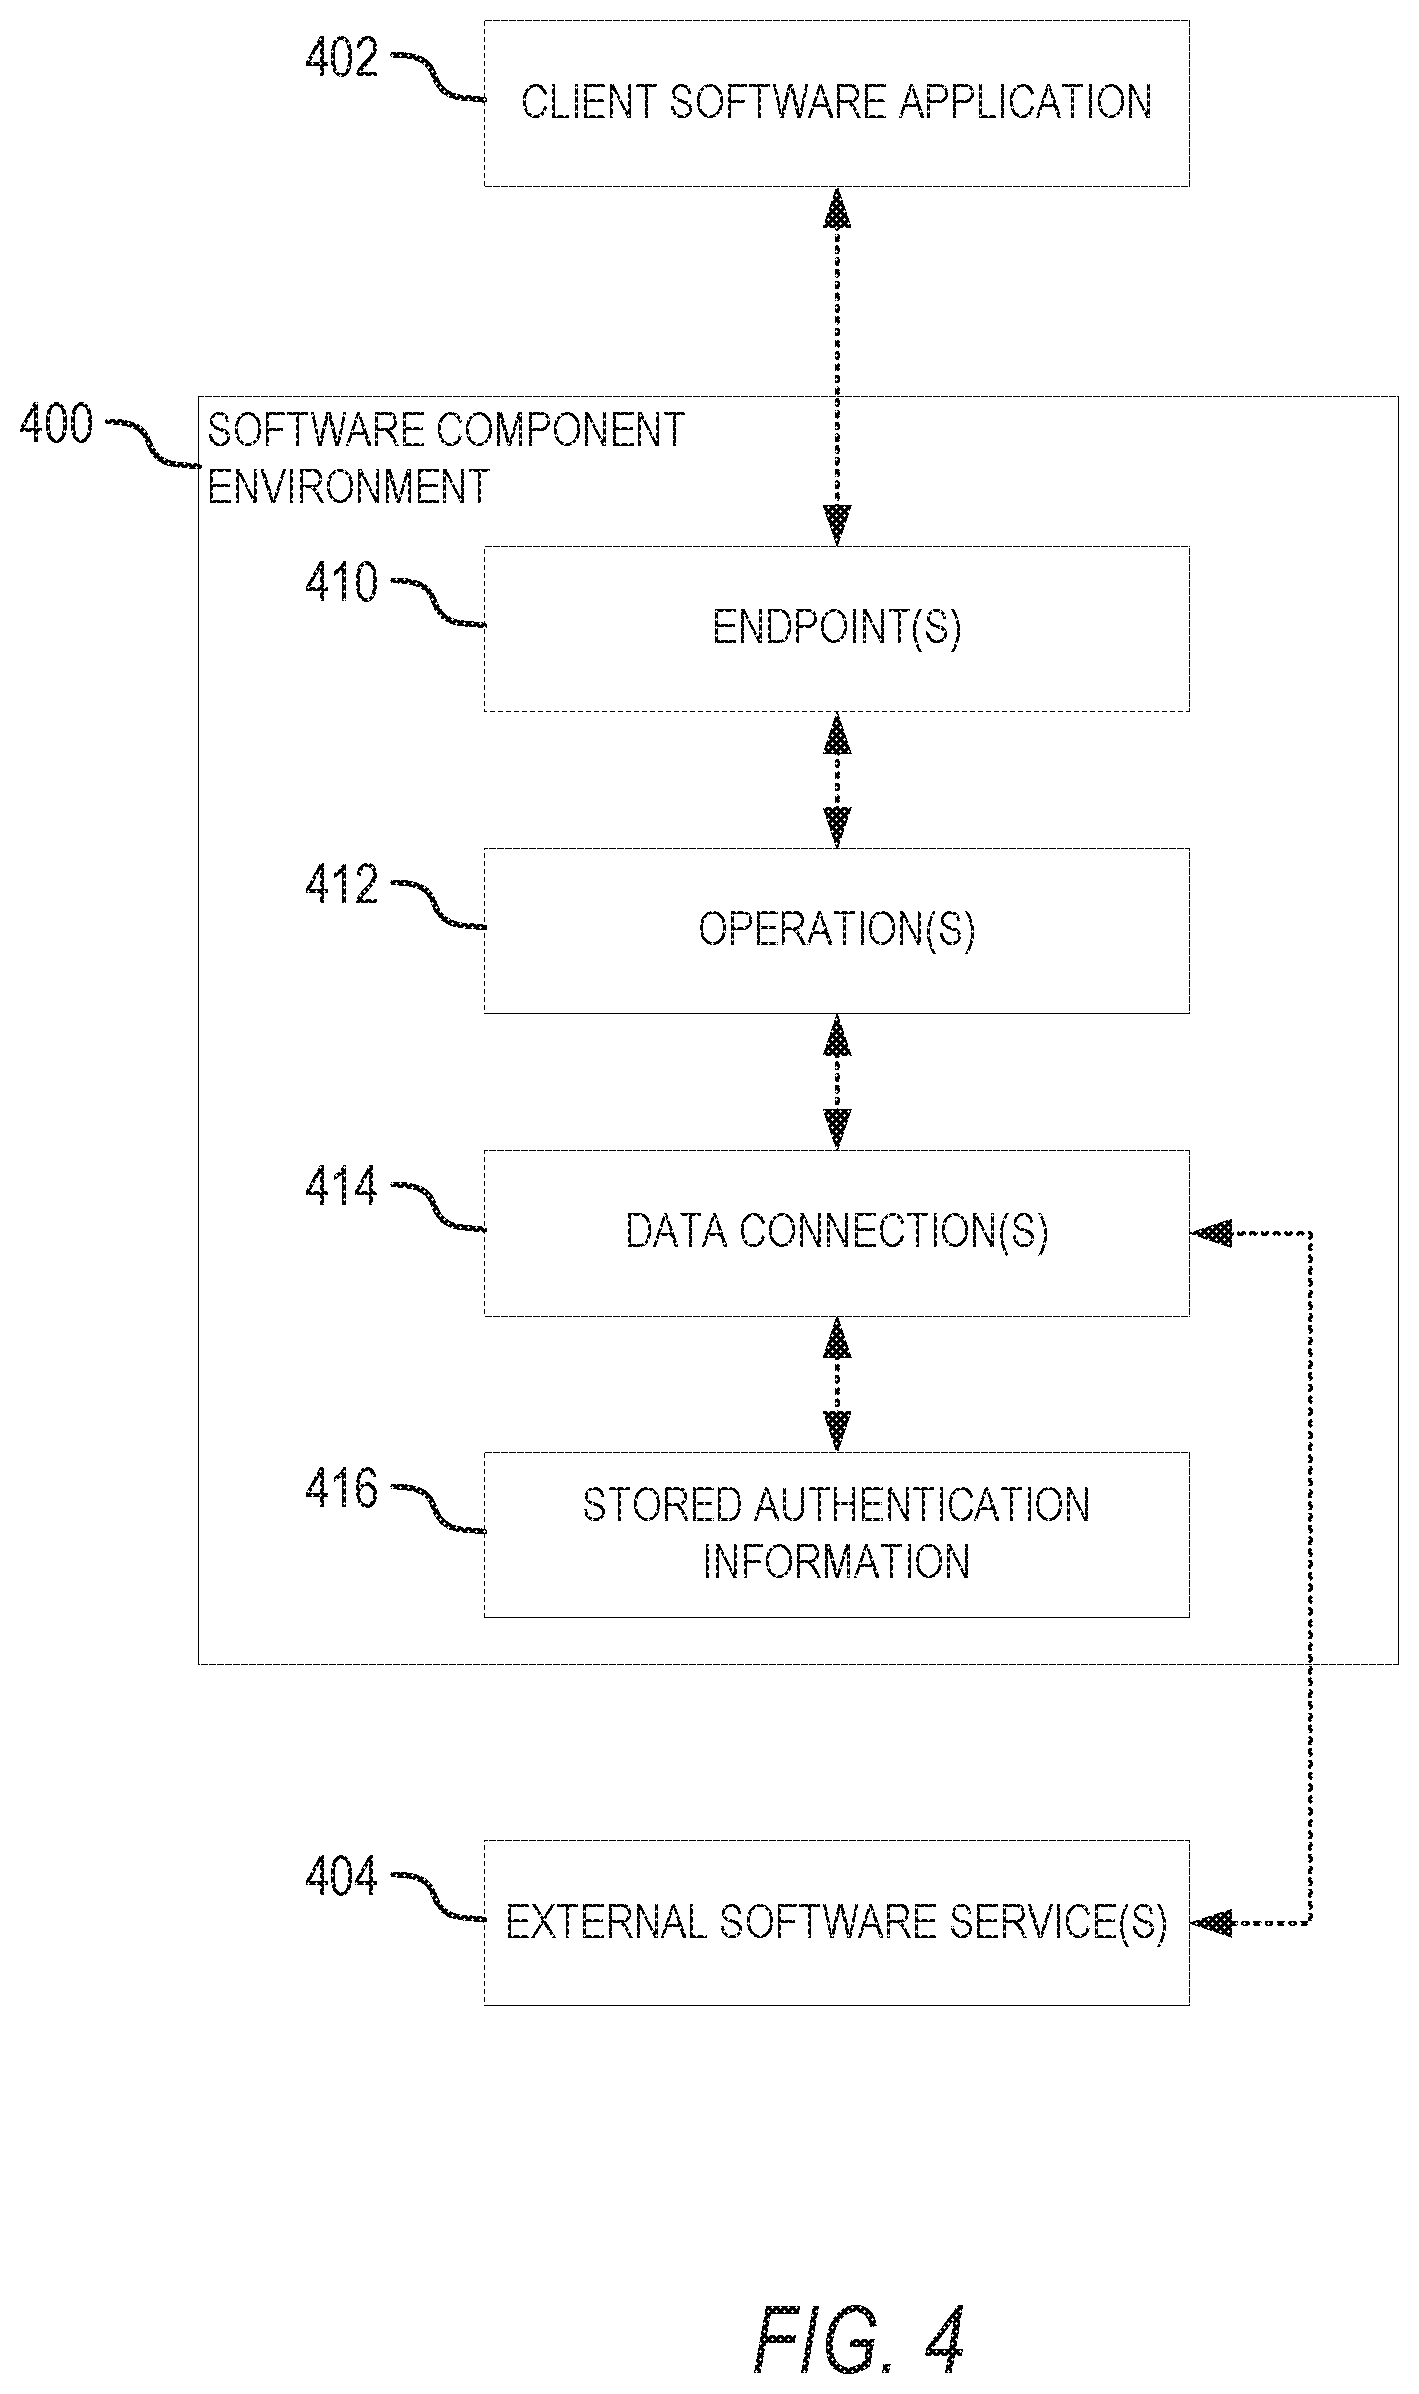 402
CLIENT SOFTWARE APPLICATION
400
SOFTWARE COMPONENT
ENVIRONMENT
410
ENDPOINT(S)
412
OPERATION(S)
414
DATA CONNECTION(S)
416
STORED AUTHENTICATION
INFORMATION
404
EXTERNAL SOFTWARE SERVICE(S)
FIG. 4